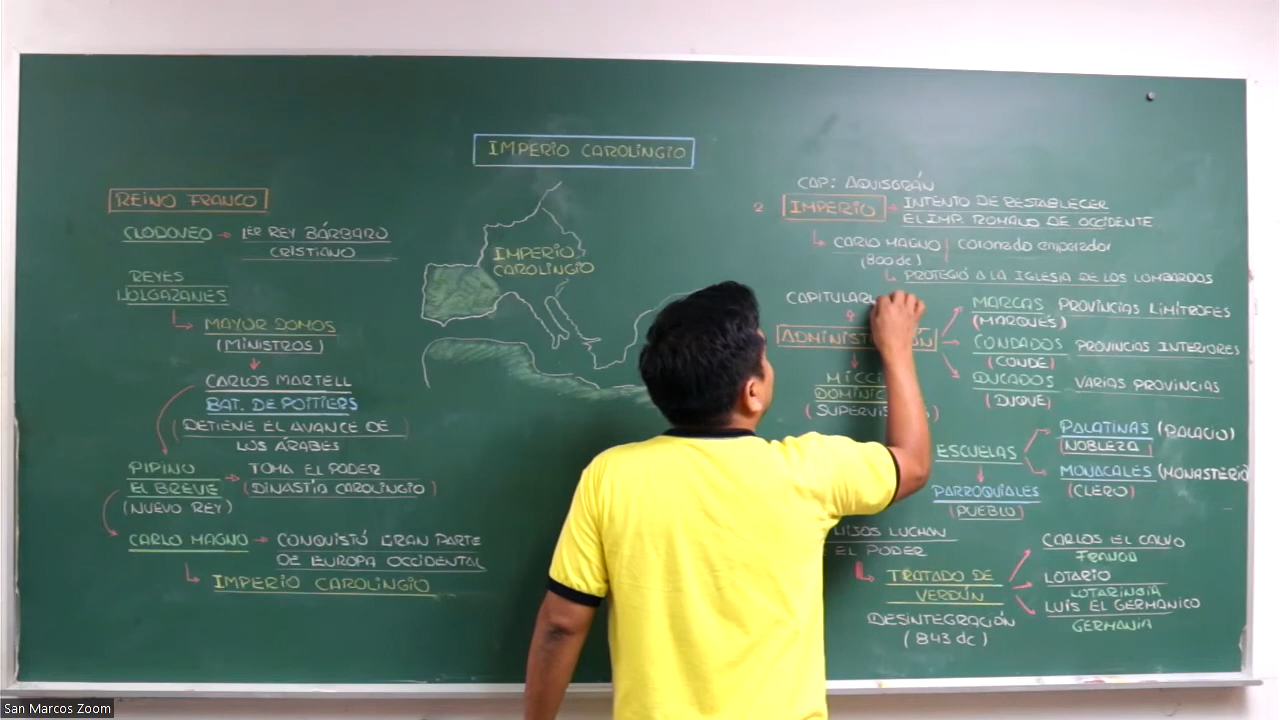 IMPERIO CAROLINGIO
REINO FRANCO
CLODOVEO → 1ER REY BÁRBARO
CRISTIANO
REYES
HOLGAZANES
MAYOR DOMOS
(MINISTROS)
CARLOS MARTELL
BAT. DE POITIERS
(DETIENE EL AVANCE DE
LOS ÁRABES
PIPINO → TOMA EL PODER
EL BREVE (DINASTÍA CAROLINGIO)
(NUEVO REY)
CARLO MAGNO → CONQUISTÓ GRAN PARTE
DE EUROPA OCCIDENTAL
IMPERIO CAROLINGIO
IMPERIO
CAROLINGIO
CAP: AQUISGRÁN
IMPERIO → INTENTO DE RESTABLECER
EL IMP. ROMANO DE OCCIDENTE
CARLO MAGNO | coronado emperador
(800 dc)
PROTEGIÓ A LA IGLESIA DE LOS LOMBARDOS
ADMINIST
MARCAS PROVINCIAS LIMÍTROFES
(MARQUÉS)
CONDADOS PROVINCIAS INTERIORES
(CONDE)
DUCADOS VARIAS PROVINCIAS
(DUQUE)
ESCUELAS
PALATINAS (PALACIO)
NOBLEZA
MONACALES (MONASTERIO
(CLERO)
PARROQUIALES
(PUEBLO)
HIJOS LUCHAN
EL PODER
TRATADO DE
VERDÚN
DESINTEGRACIÓN
(843 dc)
CARLOS EL CALVO
FRANCIA
LOTARIO
LOTARINGIA
LUIS EL GERMANICO
GERMANIA
San Marcos Zoom